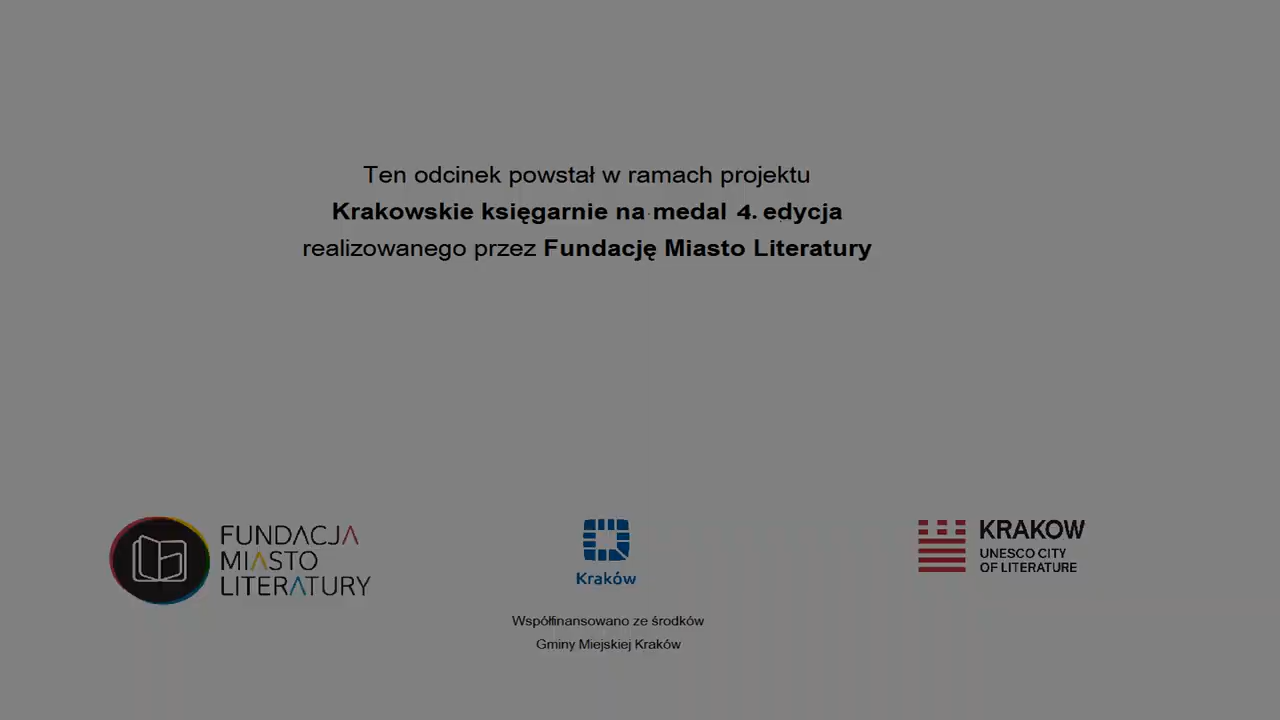 Ten odcinek powstał w ramach projektu
Krakowskie księgarnie na medal 4. edycja
realizowanego przez Fundację Miasto Literatury
FUNDACJA
MIASTO
LITERATURY
Kraków
Współfinansowano ze środków
Gminy Miejskiej Kraków
KRAKOW
UNESCO CITY
OF LITERATURE